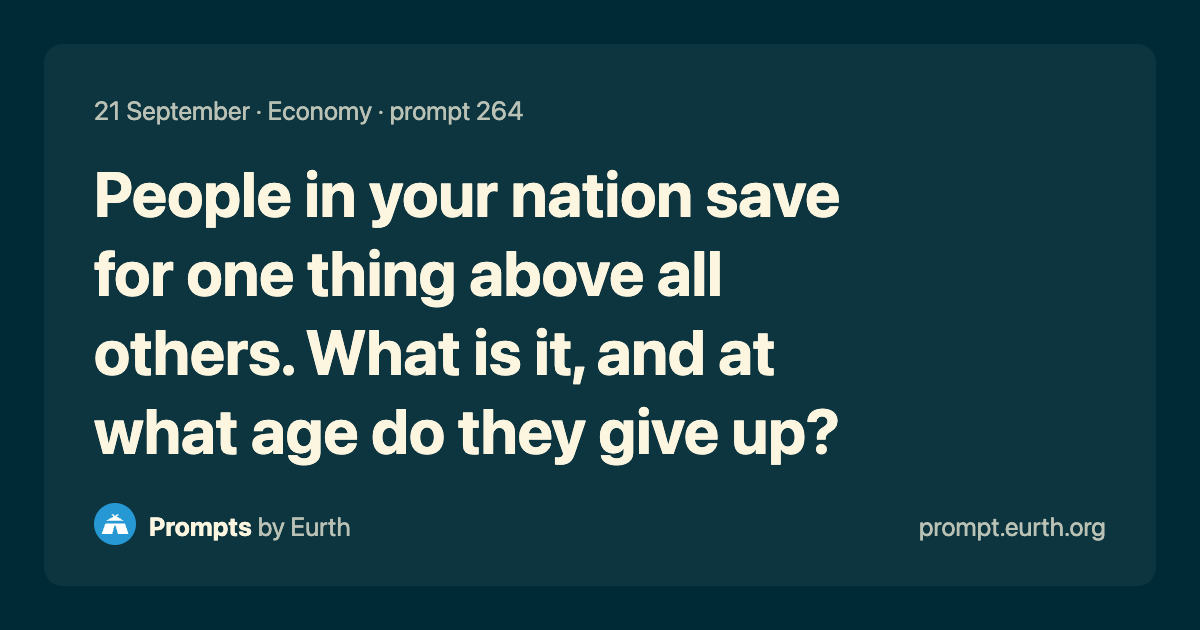 21 September · Economy · prompt 264
People in your nation save
for one thing above all
others. What is it, and at
what age do they give up?
Prompts by Eurth
prompt.eurth.org